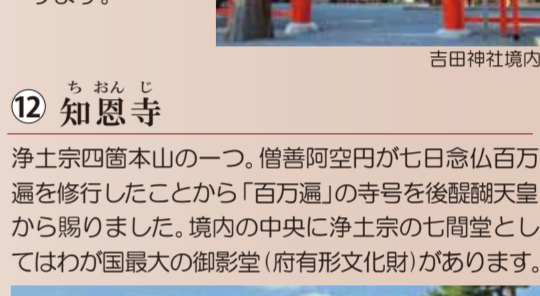 ります。
吉田神社境内
ち おん じ
⑫ 知恩寺
浄土宗四箇本山の一つ。僧善阿空円が七日念仏百万
遍を修行したことから「百万遍」の寺号を後醍醐天皇
から賜りました。境内の中央に浄土宗の七間堂とし
てはわが国最大の御影堂(府有形文化財)があります。